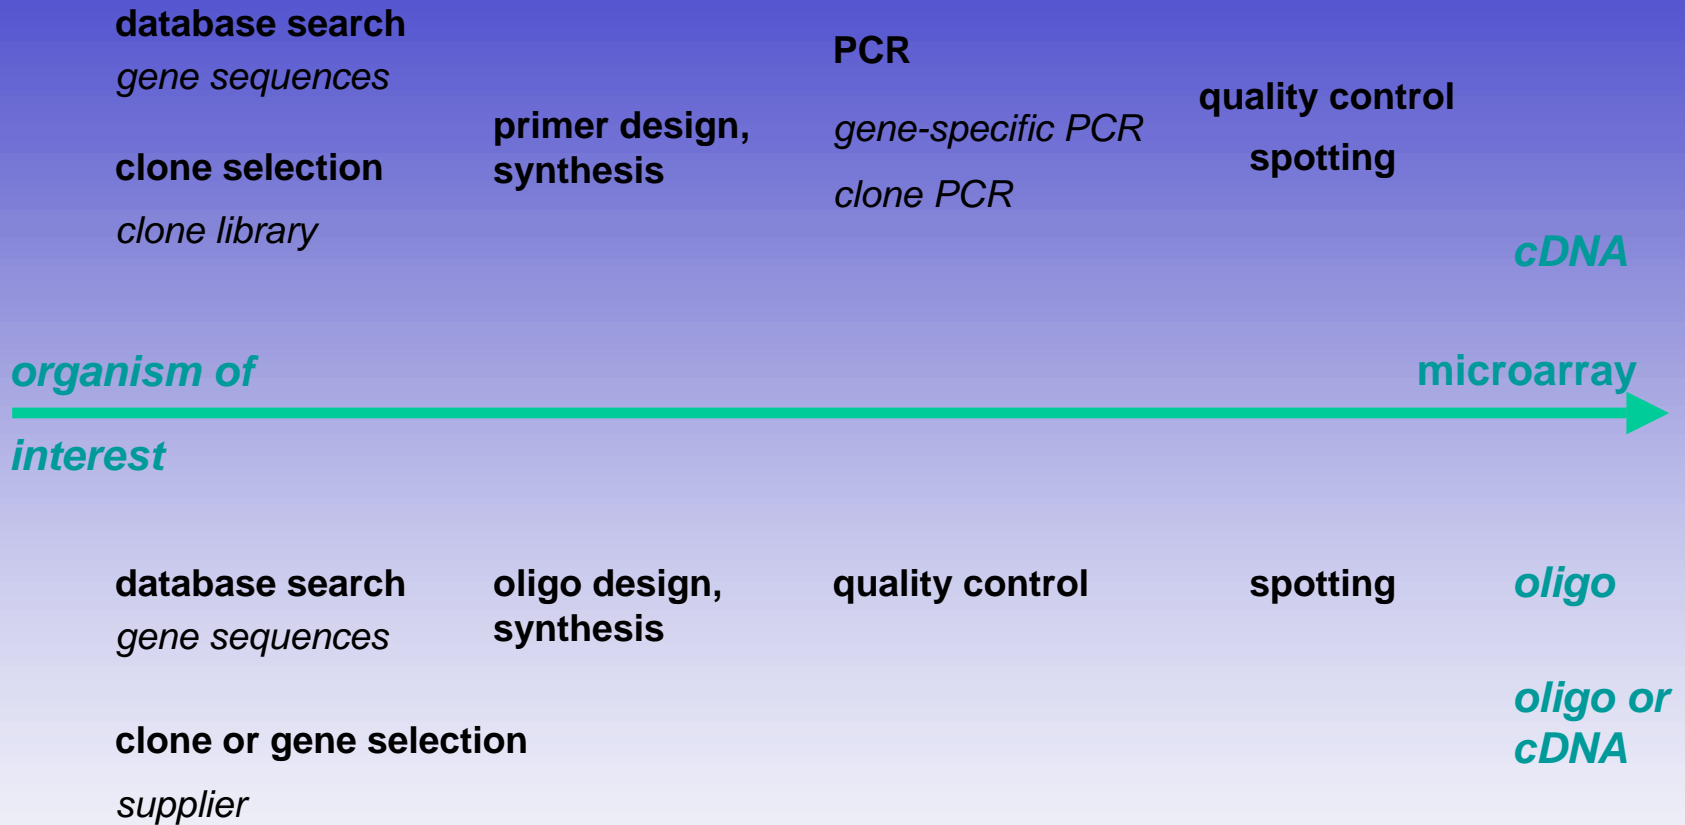 database search
gene sequences
clone selection
clone library
primer design,
synthesis
PCR
gene-specific PCR
clone PCR
quality control
spotting
cDNA
organism of
interest
microarray
database search
gene sequences
oligo design,
synthesis
quality control
spotting
oligo
clone or gene selection
supplier
oligo or
cDNA